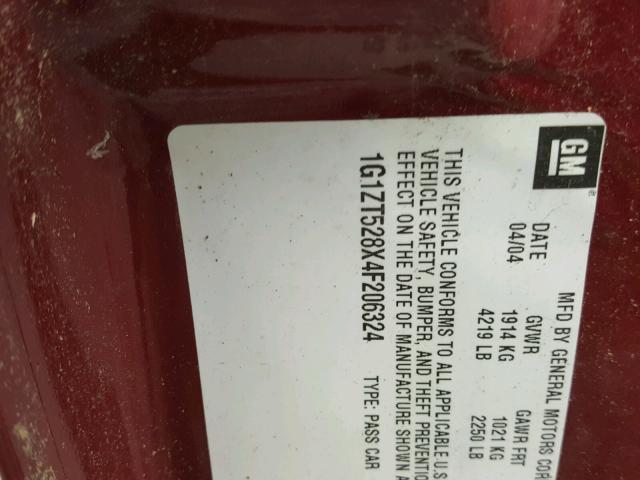 GM
®
MFD BY GENERAL MOTORS COR
DATE GVWR GAWR FRT
04/04 1914 KG 1021 KG
4219 LB 2250 LB
THIS VEHICLE CONFORMS TO ALL APPLICABLE U.S
VEHICLE SAFETY, BUMPER, AND THEFT PREVENTIO
EFFECT ON THE DATE OF MANUFACTURE SHOWN A
1G1ZT528X4F206324 TYPE: PASS CAR